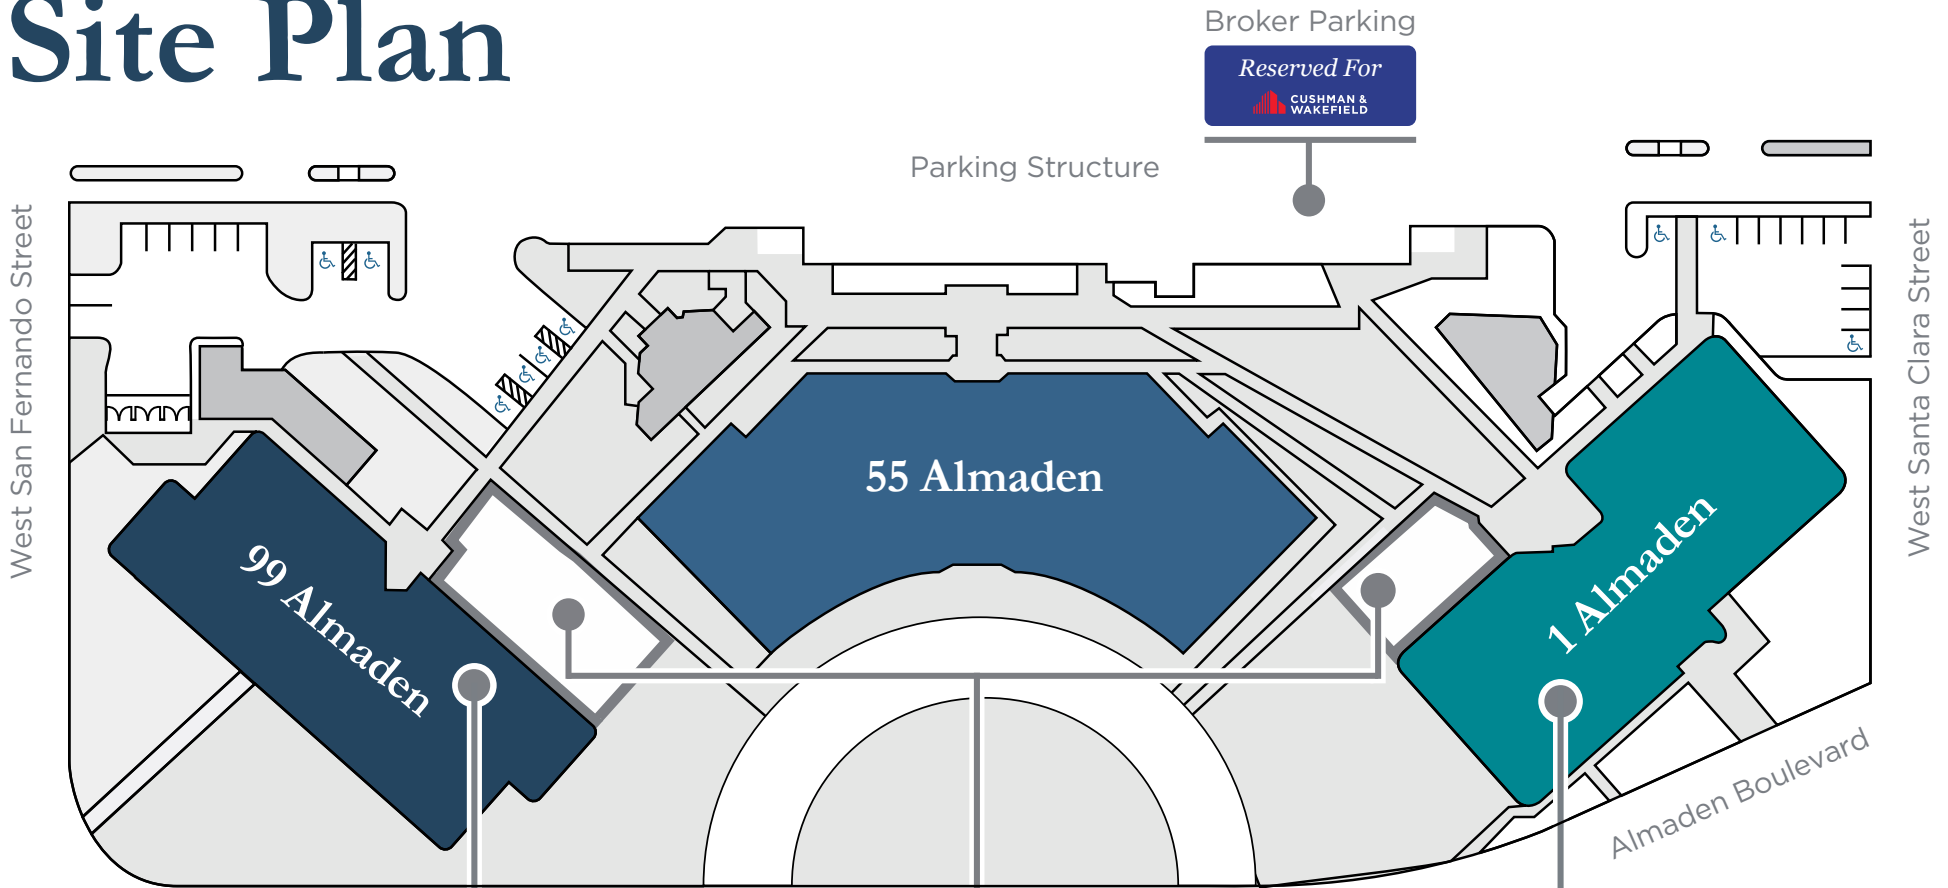 Site Plan
Broker Parking
Reserved For
CUSHMAN &
WAKEFIELD
Parking Structure
West San Fernando Street
West Santa Clara Street
55 Almaden
99 Almaden
1 Almaden
Almaden Boulevard